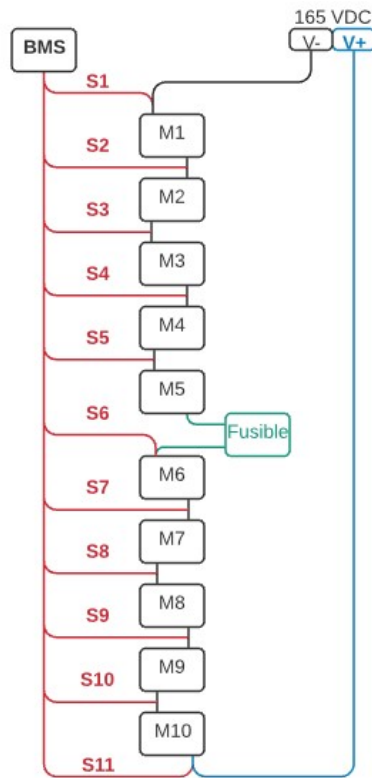 165 VDC
BMS
V- V+
S1
M1
S2
M2
S3
M3
S4
M4
S5
M5
S6
Fusible
M6
S7
M7
S8
M8
S9
M9
S10
M10
S11